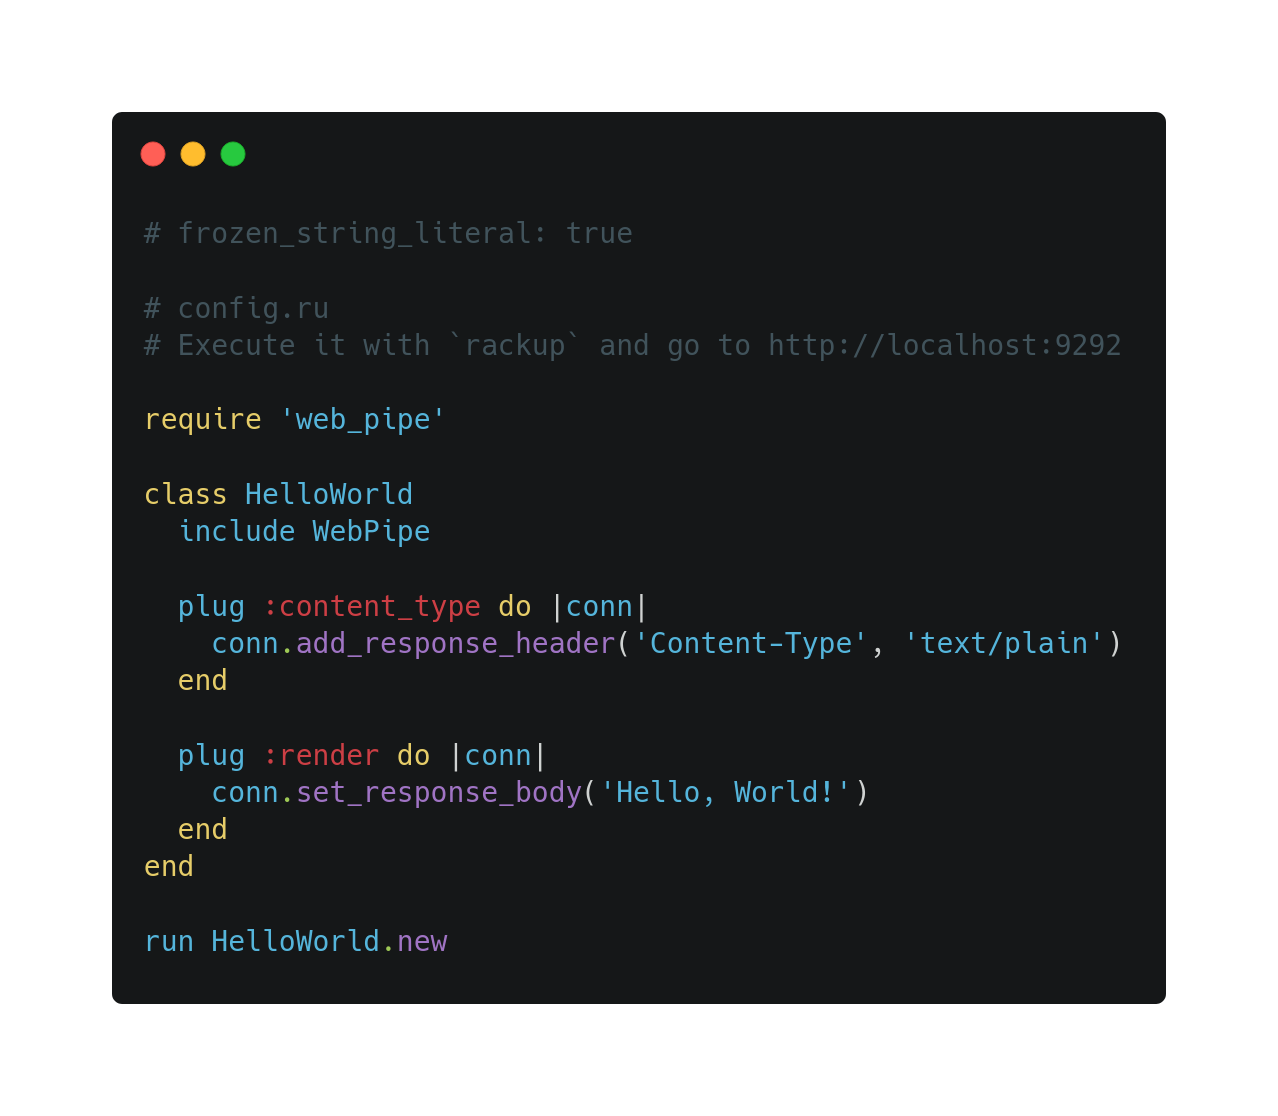 # frozen_string_literal: true

# config.ru
# Execute it with `rackup` and go to http://localhost:9292

require 'web_pipe'

class HelloWorld
  include WebPipe

  plug :content_type do |conn|
    conn.add_response_header('Content-Type', 'text/plain')
  end

  plug :render do |conn|
    conn.set_response_body('Hello, World!')
  end
end

run HelloWorld.new